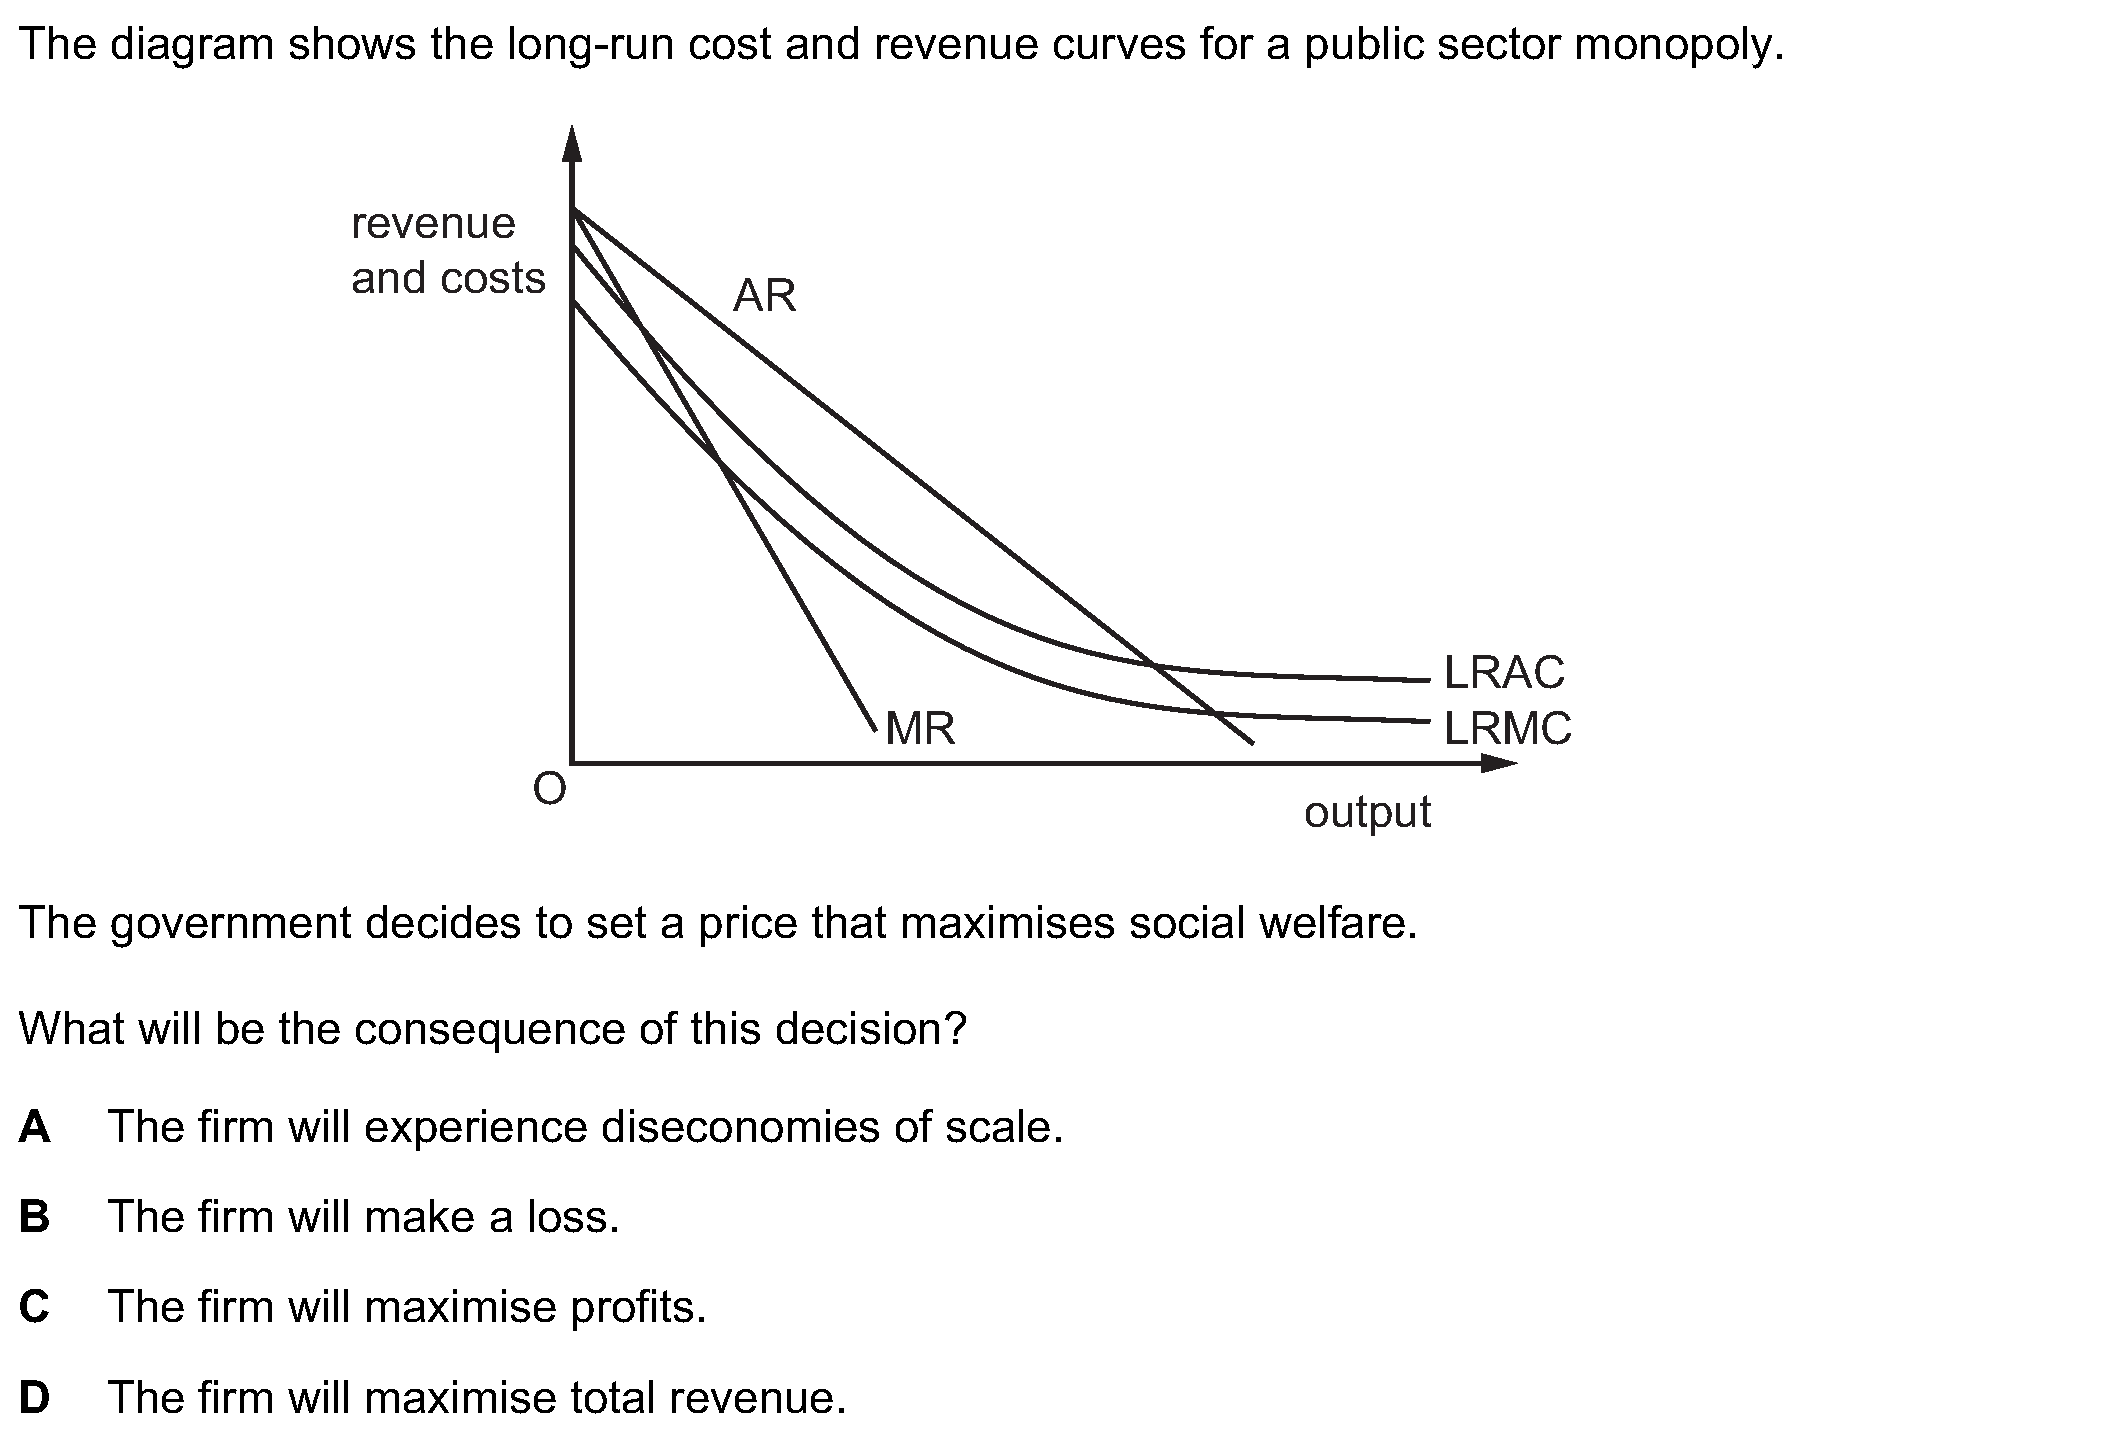 The diagram shows the long-run cost and revenue curves for a public sector monopoly.
revenue
and costs
AR
LRAC
MR
LRMC
O
output
The government decides to set a price that maximises social welfare.
What will be the consequence of this decision?
A The firm will experience diseconomies of scale.
B The firm will make a loss.
C The firm will maximise profits.
D The firm will maximise total revenue.